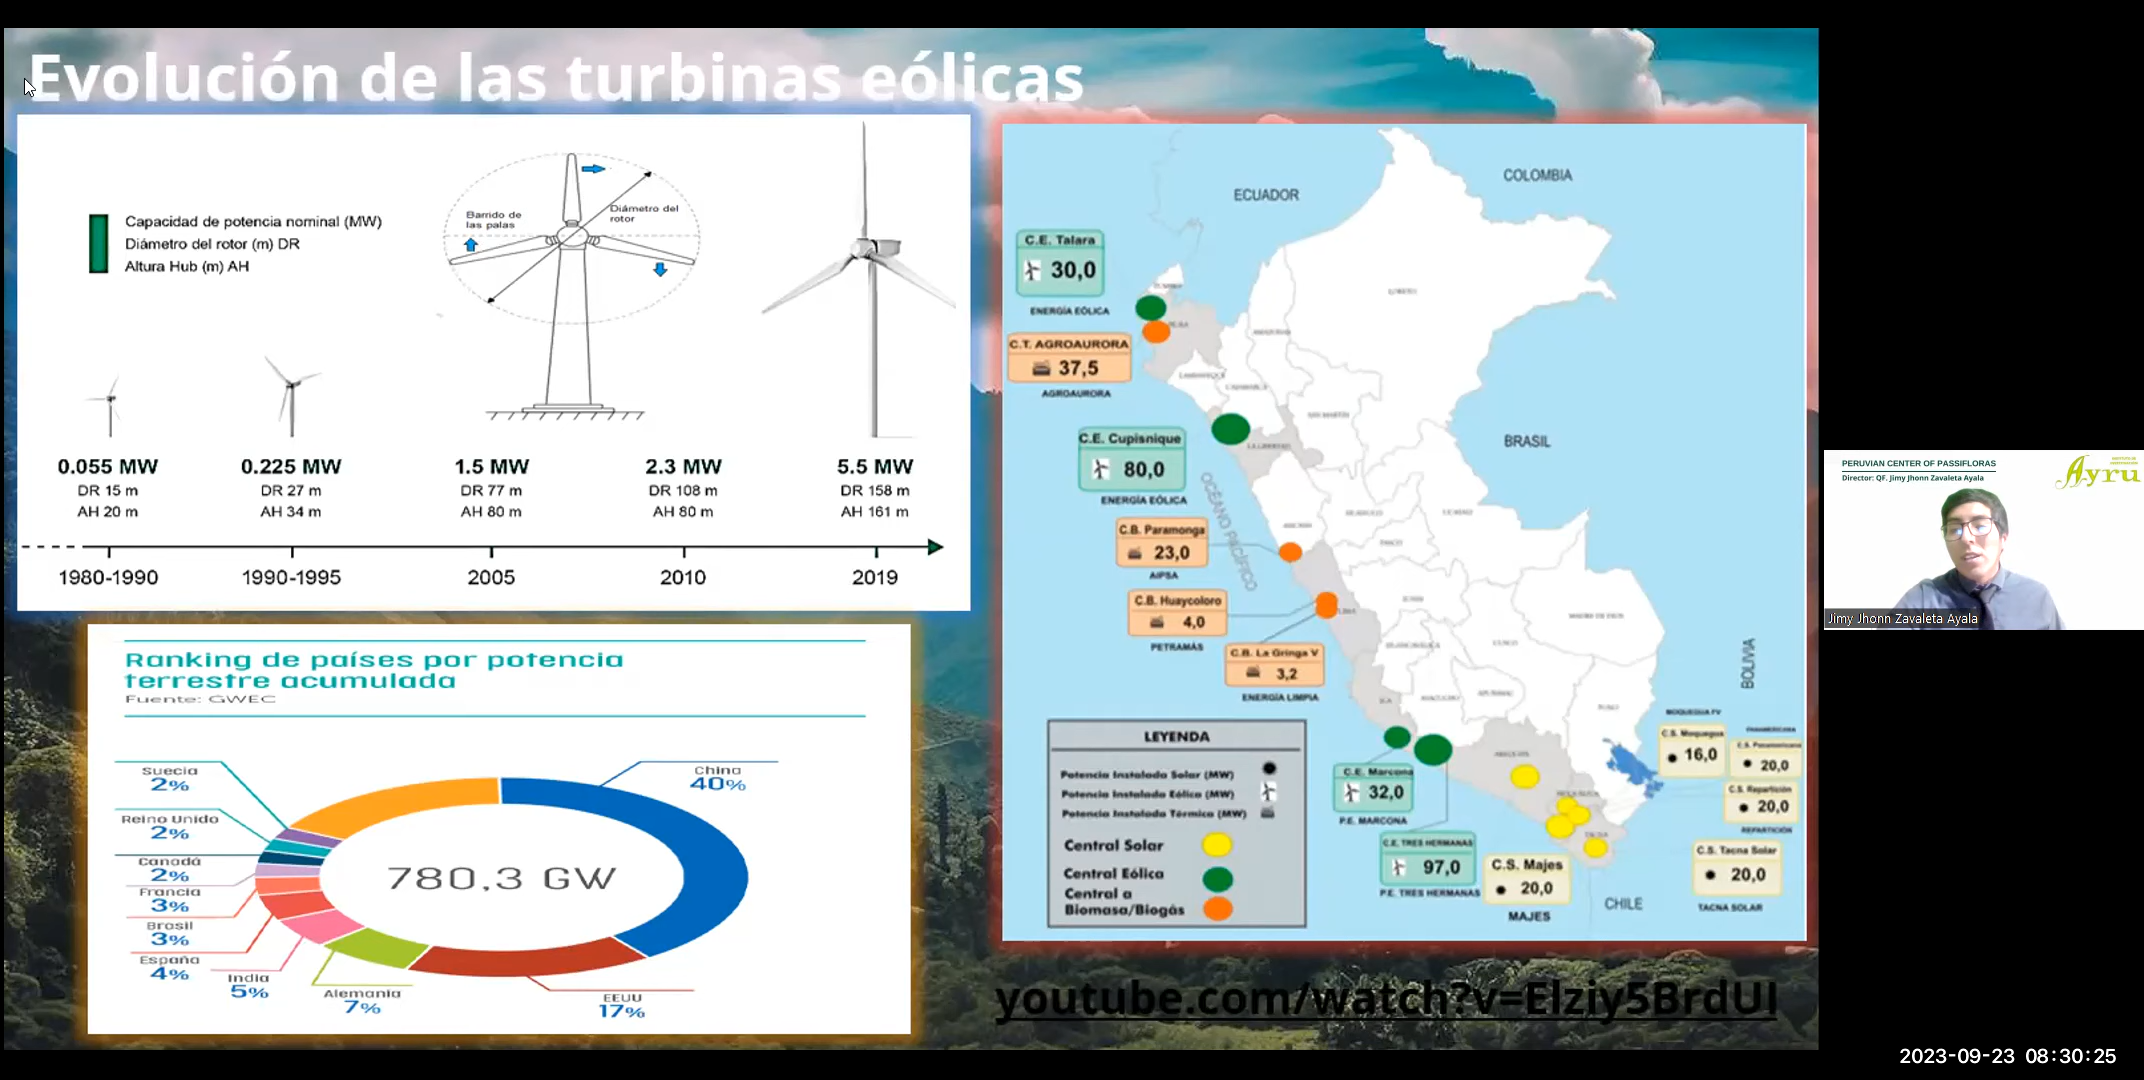 Evolución de las turbinas eólicas
Capacidad de potencia nominal (MW)
Diámetro del rotor (m) DR
Altura Hub (m) AH
Barrido de
las palas
Diámetro del
rotor
0.055 MW
DR 15 m
AH 20 m
0.225 MW
DR 27 m
AH 34 m
1.5 MW
DR 77 m
AH 80 m
2.3 MW
DR 108 m
AH 80 m
5.5 MW
DR 158 m
AH 161 m
1980-1990
1990-1995
2005
2010
2019
Ranking de países por potencia
terrestre acumulada
Fuente: GWEC
Suecia
2%
Reino Unido
2%
Canadá
2%
Francia
3%
Brasil
3%
España
4%
India
5%
Alemania
7%
EEUU
17%
China
40%
780,3 GW
ECUADOR
COLOMBIA
BRASIL
BOLIVIA
CHILE
OCÉANO PACÍFICO
C.E. Talara
30,0
ENERGÍA EÓLICA
C.T. AGROAURORA
37,5
AGROAURORA
C.E. Cupisnique
80,0
ENERGÍA EÓLICA
C.B. Paramonga
23,0
AIPSA
C.B. Huaycoloro
4,0
PETRAMÁS
C.B. La Gringa V
3,2
ENERGÍA LIMPIA
C.E. Marcona
32,0
P.E. MARCONA
C.E. TRES HERMANAS
97,0
P.E. TRES HERMANAS
C.S. Majes
20,0
MAJES
MOQUEGUA FV
C.S. Moquegua
16,0
PANAMERICANA
C.S. Panamericana
20,0
C.S. Repartición
20,0
REPARTICIÓN
C.S. Tacna Solar
20,0
TACNA SOLAR
LEYENDA
Potencia Instalada Solar (MW)
Potencia Instalada Eólica (MW)
Potencia Instalada Térmica (MW)
Central Solar
Central Eólica
Central a
Biomasa/Biogás
youtube.com/watch?v=Elziy5BrdUI
PERUVIAN CENTER OF PASSIFLORAS
Director: QF. Jimy Jhonn Zavaleta Ayala
Ayru
Jimy Jhonn Zavaleta Ayala
2023-09-23 08:30:25